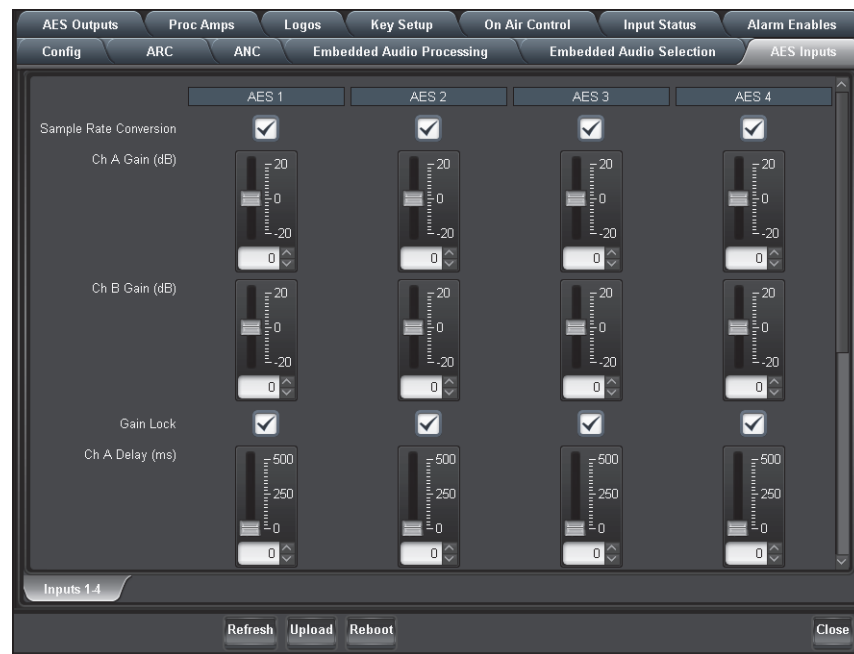 AES Outputs Proc Amps Logos Key Setup On Air Control Input Status Alarm Enables
Config ARC ANC Embedded Audio Processing Embedded Audio Selection AES Inputs
AES 1 AES 2 AES 3 AES 4
Sample Rate Conversion
Ch A Gain (dB)
20 20 20 20
0 0 0 0
-20 -20 -20 -20
0 0 0 0
Ch B Gain (dB)
20 20 20 20
0 0 0 0
-20 -20 -20 -20
0 0 0 0
Gain Lock
Ch A Delay (ms)
500 500 500 500
250 250 250 250
0 0 0 0
0 0 0 0
Inputs 1-4
Refresh Upload Reboot Close